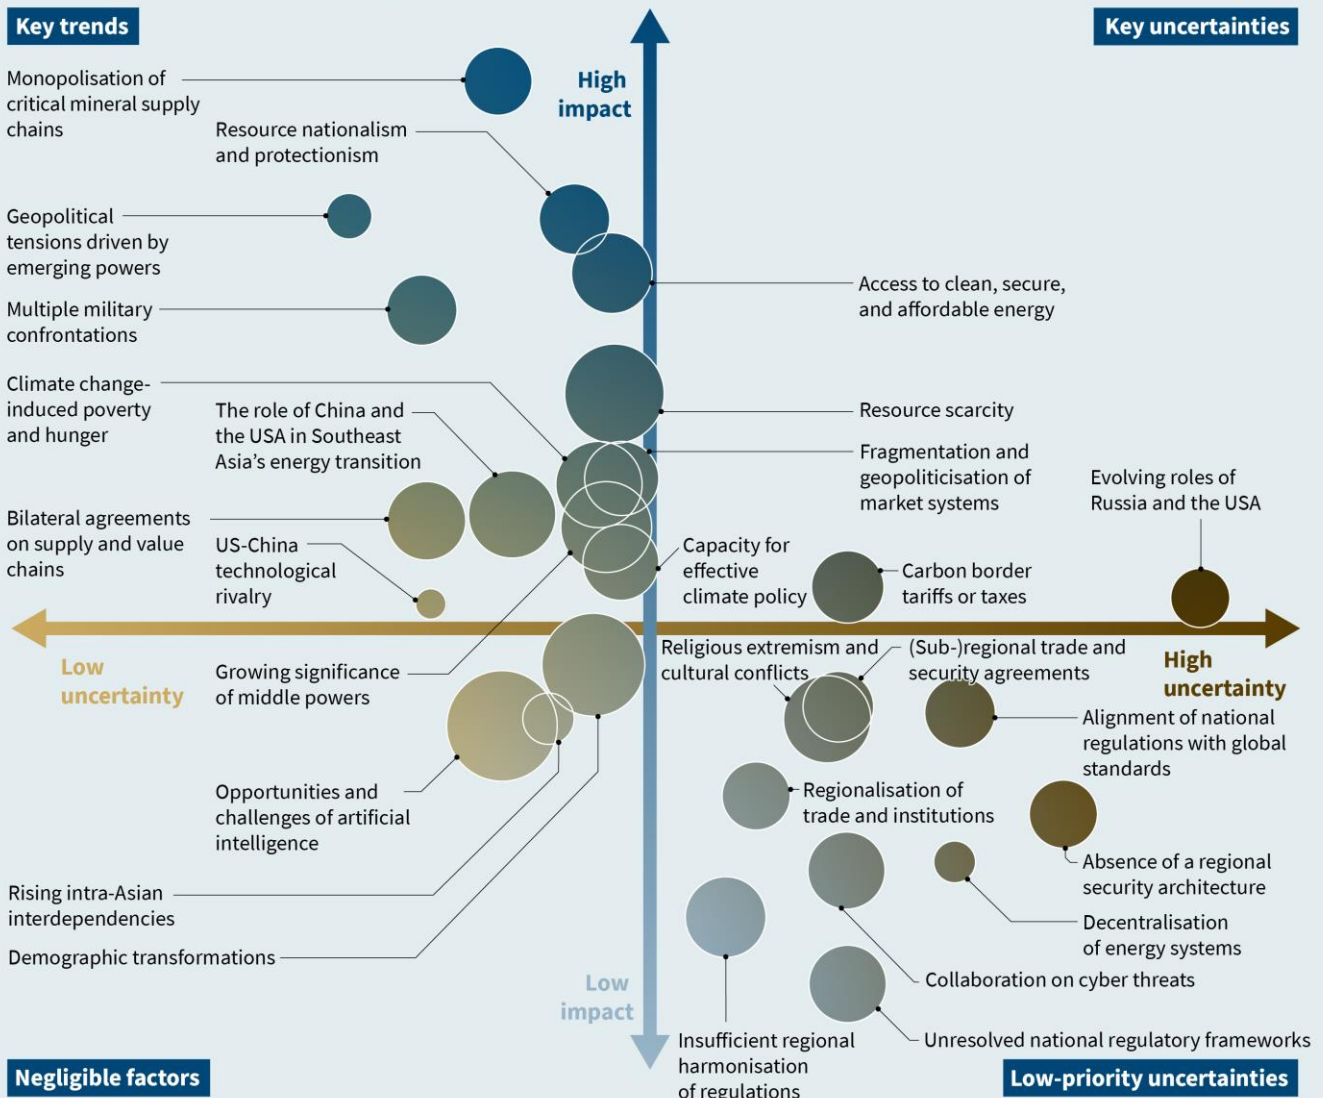 Key trends
Key uncertainties
Monopolisation of
critical mineral supply
chains
High
impact
Resource nationalism
and protectionism
Geopolitical
tensions driven by
emerging powers
Access to clean, secure,
and affordable energy
Multiple military
confrontations
Climate change-
induced poverty
and hunger
The role of China and
the USA in Southeast
Asia’s energy transition
Resource scarcity
Fragmentation and
geopoliticisation of
market systems
Evolving roles of
Russia and the USA
Bilateral agreements
on supply and value
chains
US-China
technological
rivalry
Capacity for
effective
climate policy
Carbon border
tariffs or taxes
Low
uncertainty
Growing significance
of middle powers
Religious extremism and
cultural conflicts
(Sub-)regional trade and
security agreements
High
uncertainty
Alignment of national
regulations with global
standards
Opportunities and
challenges of artificial
intelligence
Regionalisation of
trade and institutions
Absence of a regional
security architecture
Rising intra-Asian
interdependencies
Decentralisation
of energy systems
Demographic transformations
Collaboration on cyber threats
Low
impact
Insufficient regional
harmonisation
of regulations
Unresolved national regulatory frameworks
Negligible factors
Low-priority uncertainties